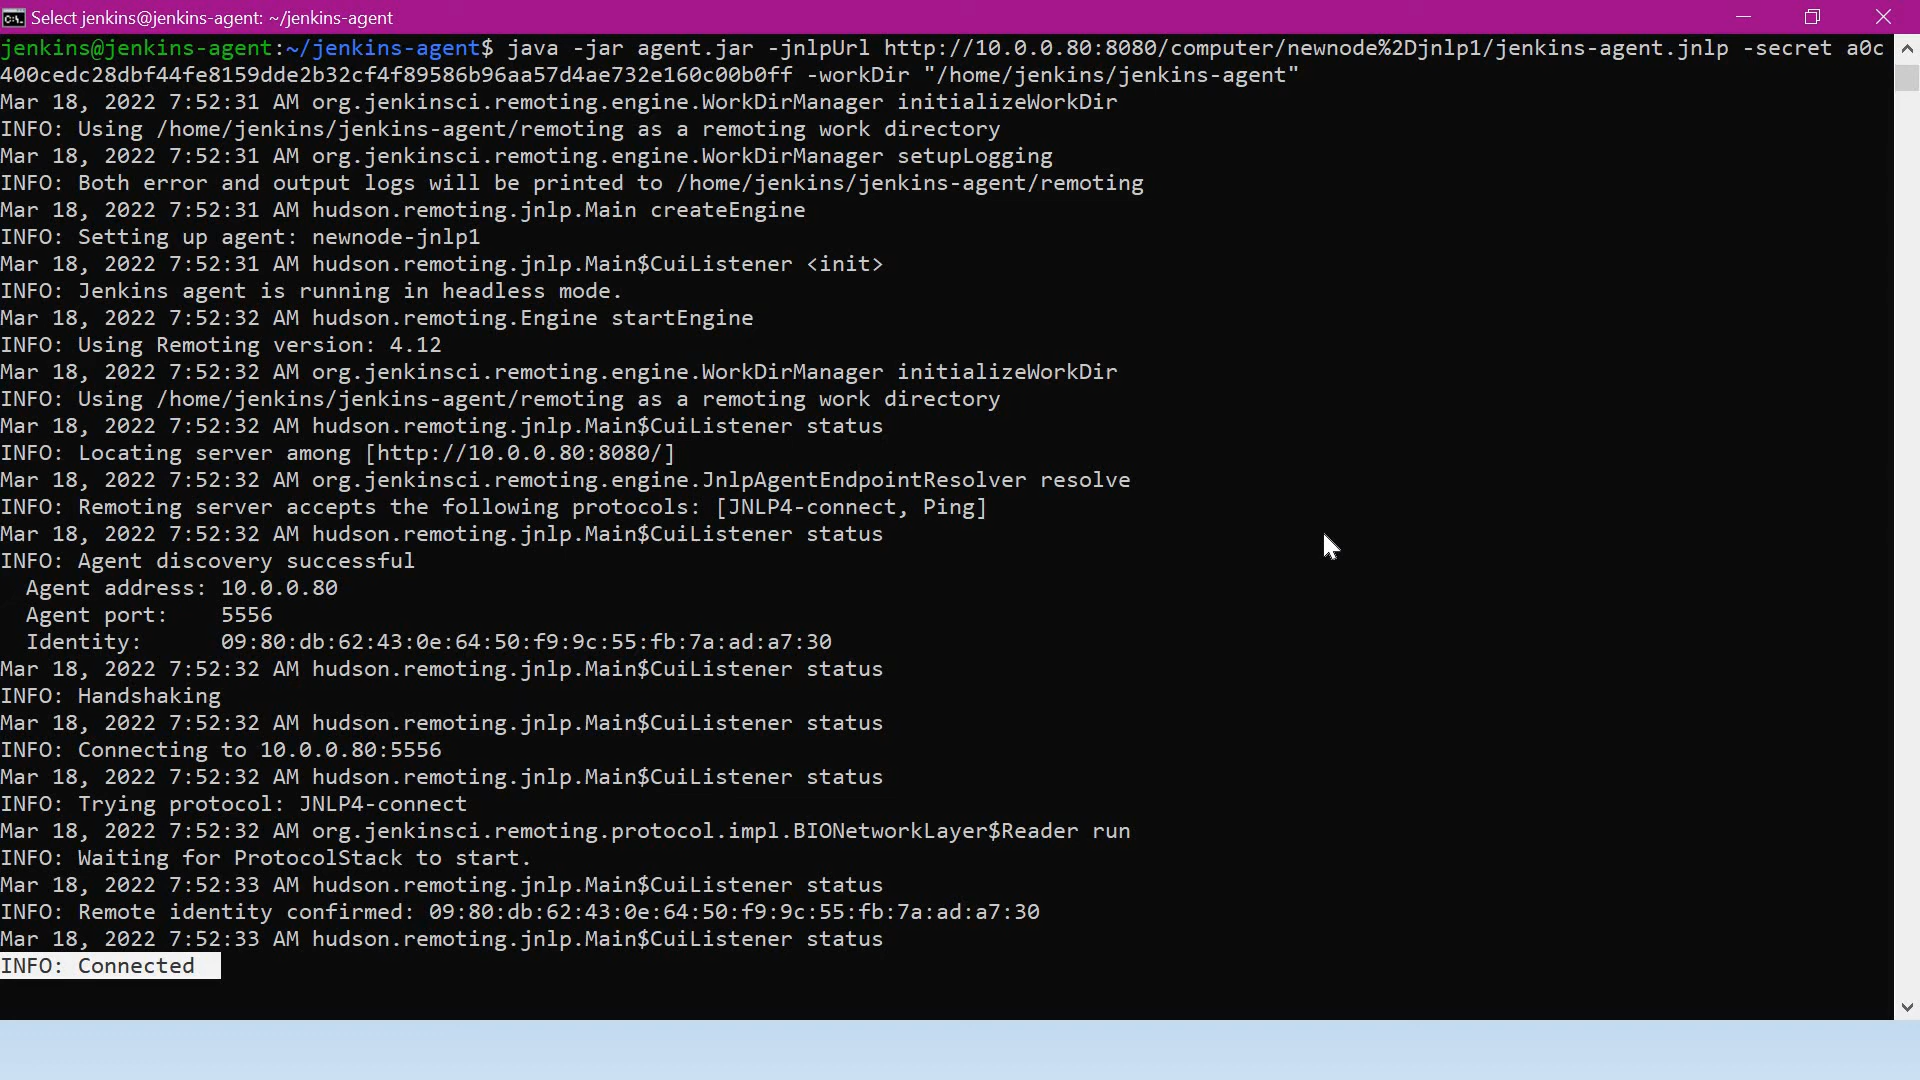 Select jenkins@jenkins-agent: ~/jenkins-agent
jenkins@jenkins-agent:~/jenkins-agent$ java -jar agent.jar -jnlpUrl http://10.0.0.80:8080/computer/newnode%2Djnlp1/jenkins-agent.jnlp -secret a0c
400cedc28dbf44fe8159dde2b32cf4f89586b96aa57d4ae732e160c00b0ff -workDir "/home/jenkins/jenkins-agent"
Mar 18, 2022 7:52:31 AM org.jenkinsci.remoting.engine.WorkDirManager initializeWorkDir
INFO: Using /home/jenkins/jenkins-agent/remoting as a remoting work directory
Mar 18, 2022 7:52:31 AM org.jenkinsci.remoting.engine.WorkDirManager setupLogging
INFO: Both error and output logs will be printed to /home/jenkins/jenkins-agent/remoting
Mar 18, 2022 7:52:31 AM hudson.remoting.jnlp.Main createEngine
INFO: Setting up agent: newnode-jnlp1
Mar 18, 2022 7:52:31 AM hudson.remoting.jnlp.Main$CuiListener <init>
INFO: Jenkins agent is running in headless mode.
Mar 18, 2022 7:52:32 AM hudson.remoting.Engine startEngine
INFO: Using Remoting version: 4.12
Mar 18, 2022 7:52:32 AM org.jenkinsci.remoting.engine.WorkDirManager initializeWorkDir
INFO: Using /home/jenkins/jenkins-agent/remoting as a remoting work directory
Mar 18, 2022 7:52:32 AM hudson.remoting.jnlp.Main$CuiListener status
INFO: Locating server among [http://10.0.0.80:8080/]
Mar 18, 2022 7:52:32 AM org.jenkinsci.remoting.engine.JnlpAgentEndpointResolver resolve
INFO: Remoting server accepts the following protocols: [JNLP4-connect, Ping]
Mar 18, 2022 7:52:32 AM hudson.remoting.jnlp.Main$CuiListener status
INFO: Agent discovery successful
Agent address: 10.0.0.80
Agent port: 5556
Identity: 09:80:db:62:43:0e:64:50:f9:9c:55:fb:7a:ad:a7:30
Mar 18, 2022 7:52:32 AM hudson.remoting.jnlp.Main$CuiListener status
INFO: Handshaking
Mar 18, 2022 7:52:32 AM hudson.remoting.jnlp.Main$CuiListener status
INFO: Connecting to 10.0.0.80:5556
Mar 18, 2022 7:52:32 AM hudson.remoting.jnlp.Main$CuiListener status
INFO: Trying protocol: JNLP4-connect
Mar 18, 2022 7:52:32 AM org.jenkinsci.remoting.protocol.impl.BIONetworkLayer$Reader run
INFO: Waiting for ProtocolStack to start.
Mar 18, 2022 7:52:33 AM hudson.remoting.jnlp.Main$CuiListener status
INFO: Remote identity confirmed: 09:80:db:62:43:0e:64:50:f9:9c:55:fb:7a:ad:a7:30
Mar 18, 2022 7:52:33 AM hudson.remoting.jnlp.Main$CuiListener status
INFO: Connected